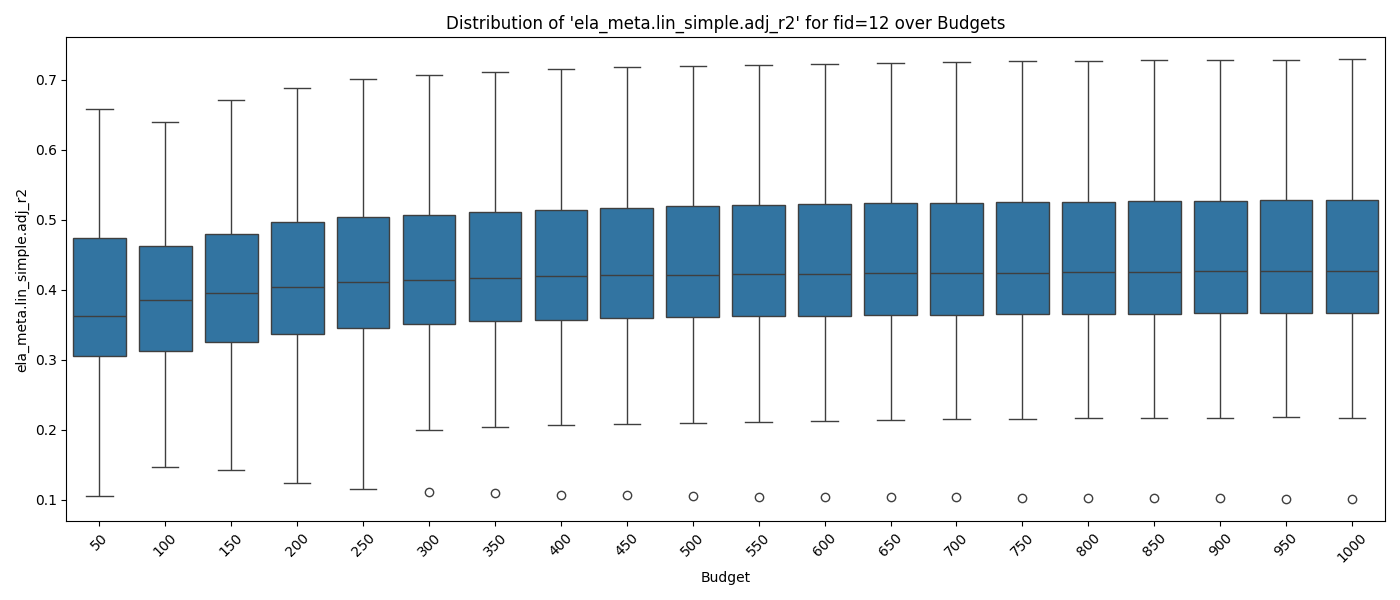 Distribution of 'ela_meta.lin_simple.adj_r2' for fid=12 over Budgets
ela_meta.lin_simple.adj_r2
0.7
0.6
0.5
0.4
0.3
0.2
0.1
50 100 150 200 250 300 350 400 450 500 550 600 650 700 750 800 850 900 950 1000
Budget